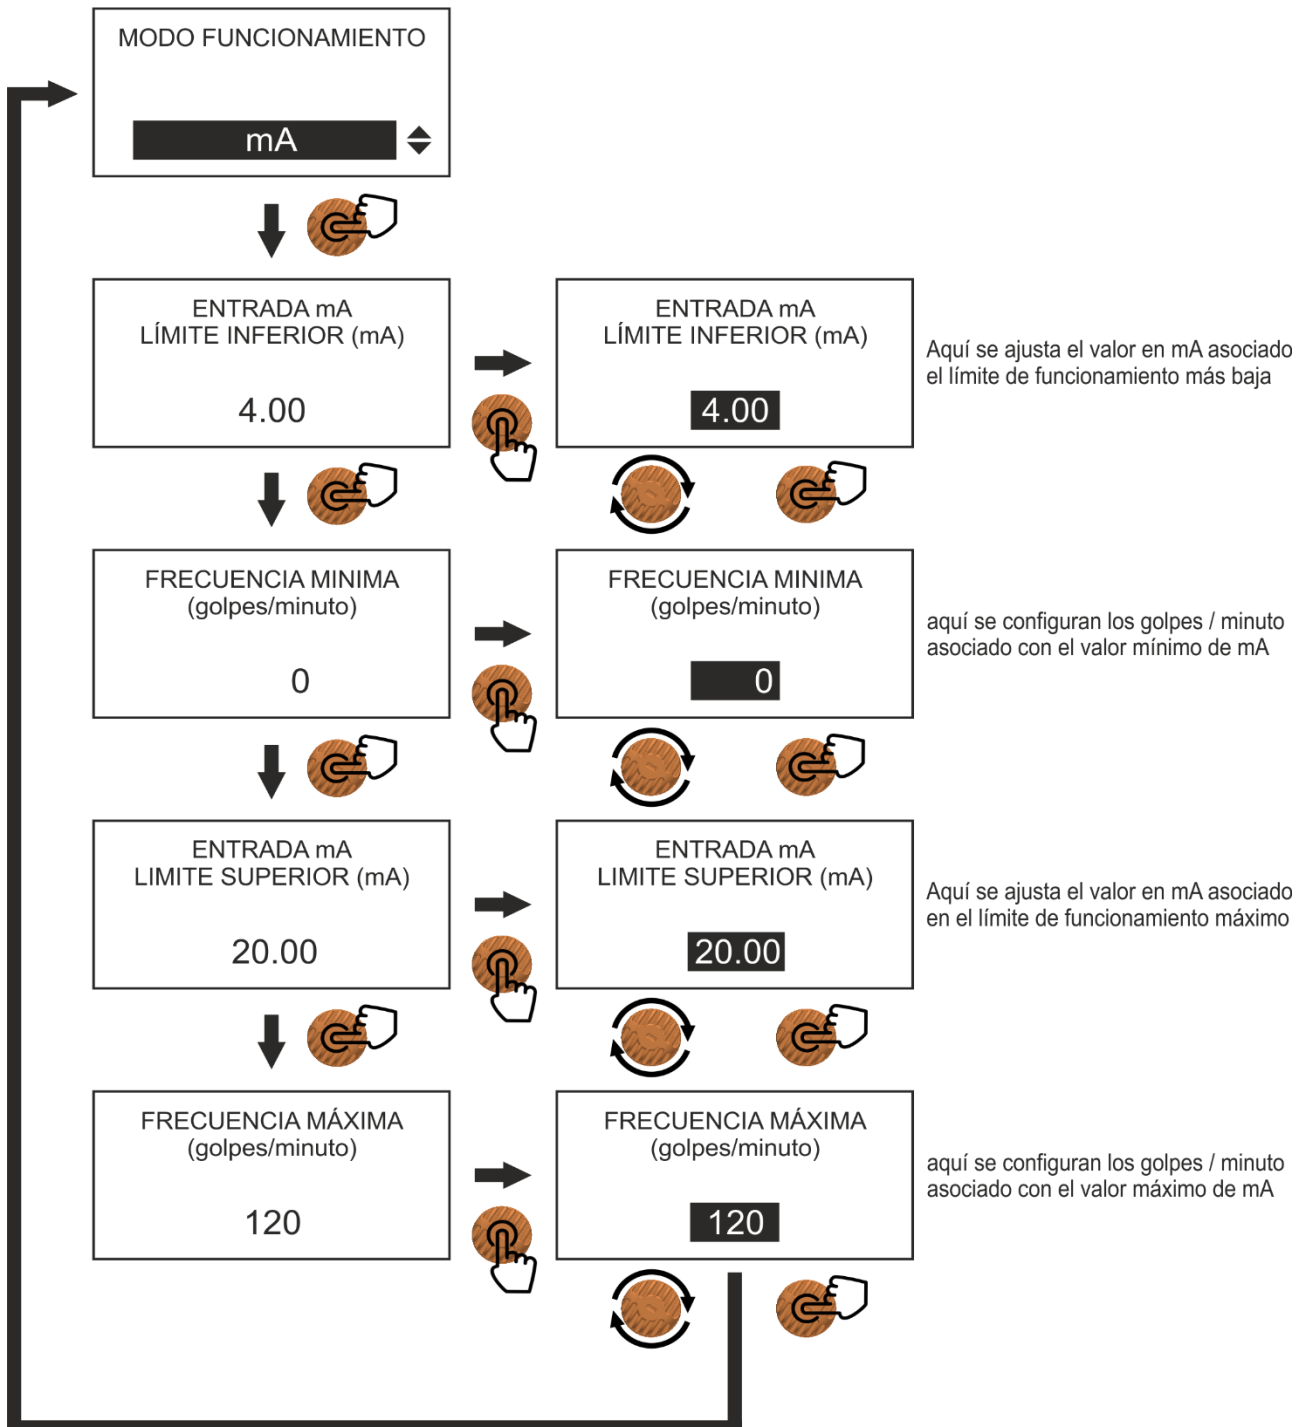 MODO FUNCIONAMIENTO
mA
ENTRADA mA
LÍMITE INFERIOR (mA)
4.00
ENTRADA mA
LÍMITE INFERIOR (mA)
4.00
Aquí se ajusta el valor en mA asociado
el límite de funcionamiento más baja
FRECUENCIA MINIMA
(golpes/minuto)
0
FRECUENCIA MINIMA
(golpes/minuto)
0
aquí se configuran los golpes / minuto
asociado con el valor mínimo de mA
ENTRADA mA
LIMITE SUPERIOR (mA)
20.00
ENTRADA mA
LIMITE SUPERIOR (mA)
20.00
Aquí se ajusta el valor en mA asociado
en el límite de funcionamiento máximo
FRECUENCIA MÁXIMA
(golpes/minuto)
120
FRECUENCIA MÁXIMA
(golpes/minuto)
120
aquí se configuran los golpes / minuto
asociado con el valor máximo de mA